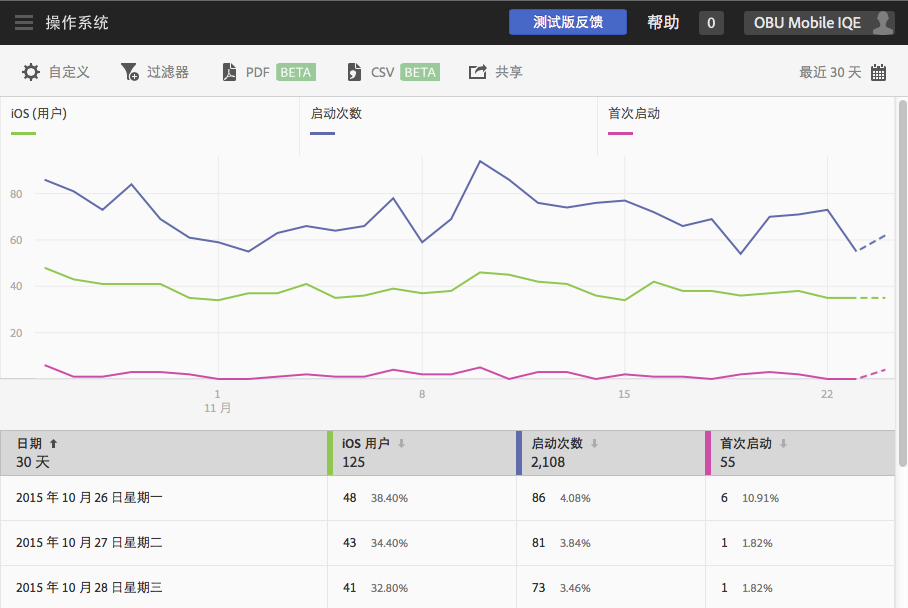 操作系统 测试版反馈 帮助 0 OBU Mobile IQE
自定义 过滤器 PDF BETA CSV BETA 共享 最近 30 天
iOS (用户) 启动次数 首次启动
80
60
40
20
1 8 15 22
11 月
日期 iOS 用户 启动次数 首次启动
30 天 125 2,108 55
2015 年 10 月 26 日星期一 48 38.40% 86 4.08% 6 10.91%
2015 年 10 月 27 日星期二 43 34.40% 81 3.84% 1 1.82%
2015 年 10 月 28 日星期三 41 32.80% 73 3.46% 1 1.82%